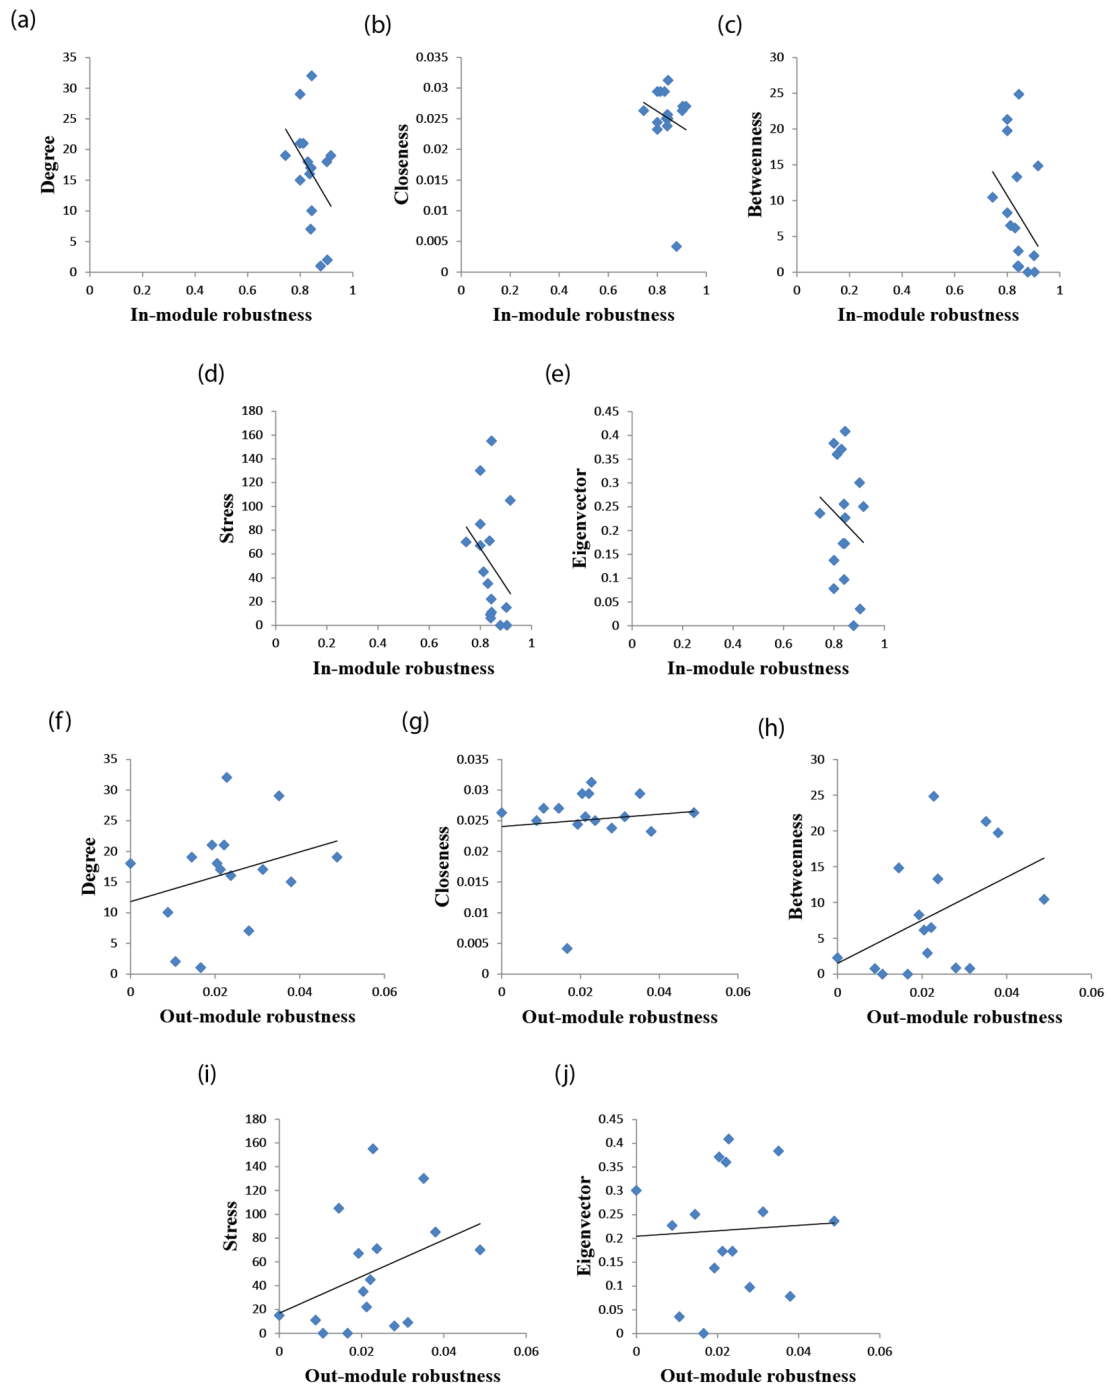 (a)
(b)
(c)
35
30
25
20
15
10
5
0
Degree
0 0.2 0.4 0.6 0.8 1
In-module robustness
0.035
0.03
0.025
0.02
0.015
0.01
0.005
0
Closeness
0 0.2 0.4 0.6 0.8 1
In-module robustness
30
25
20
15
10
5
0
Betweenness
0 0.2 0.4 0.6 0.8 1
In-module robustness
(d)
(e)
180
160
140
120
100
80
60
40
20
0
Stress
0 0.2 0.4 0.6 0.8 1
In-module robustness
0.45
0.4
0.35
0.3
0.25
0.2
0.15
0.1
0.05
0
Eigenvector
0 0.2 0.4 0.6 0.8 1
In-module robustness
(f)
(g)
(h)
35
30
25
20
15
10
5
0
Degree
0 0.02 0.04 0.06
Out-module robustness
0.035
0.03
0.025
0.02
0.015
0.01
0.005
0
Closeness
0 0.02 0.04 0.06
Out-module robustness
30
25
20
15
10
5
0
Betweenness
0 0.02 0.04 0.06
Out-module robustness
(i)
(j)
180
160
140
120
100
80
60
40
20
0
Stress
0 0.02 0.04 0.06
Out-module robustness
0.45
0.4
0.35
0.3
0.25
0.2
0.15
0.1
0.05
0
Eigenvector
0 0.02 0.04 0.06
Out-module robustness